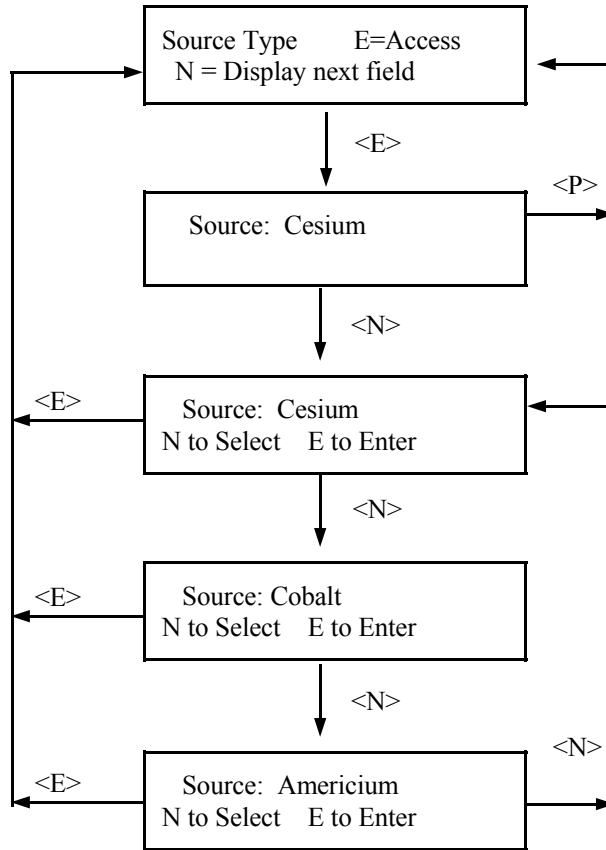 Source Type E=Access
N = Display next field
<E>
<P>
Source: Cesium
<N>
<E>
Source: Cesium
N to Select E to Enter
<N>
<E>
Source: Cobalt
N to Select E to Enter
<N>
<N>
<E>
Source: Americium
N to Select E to Enter